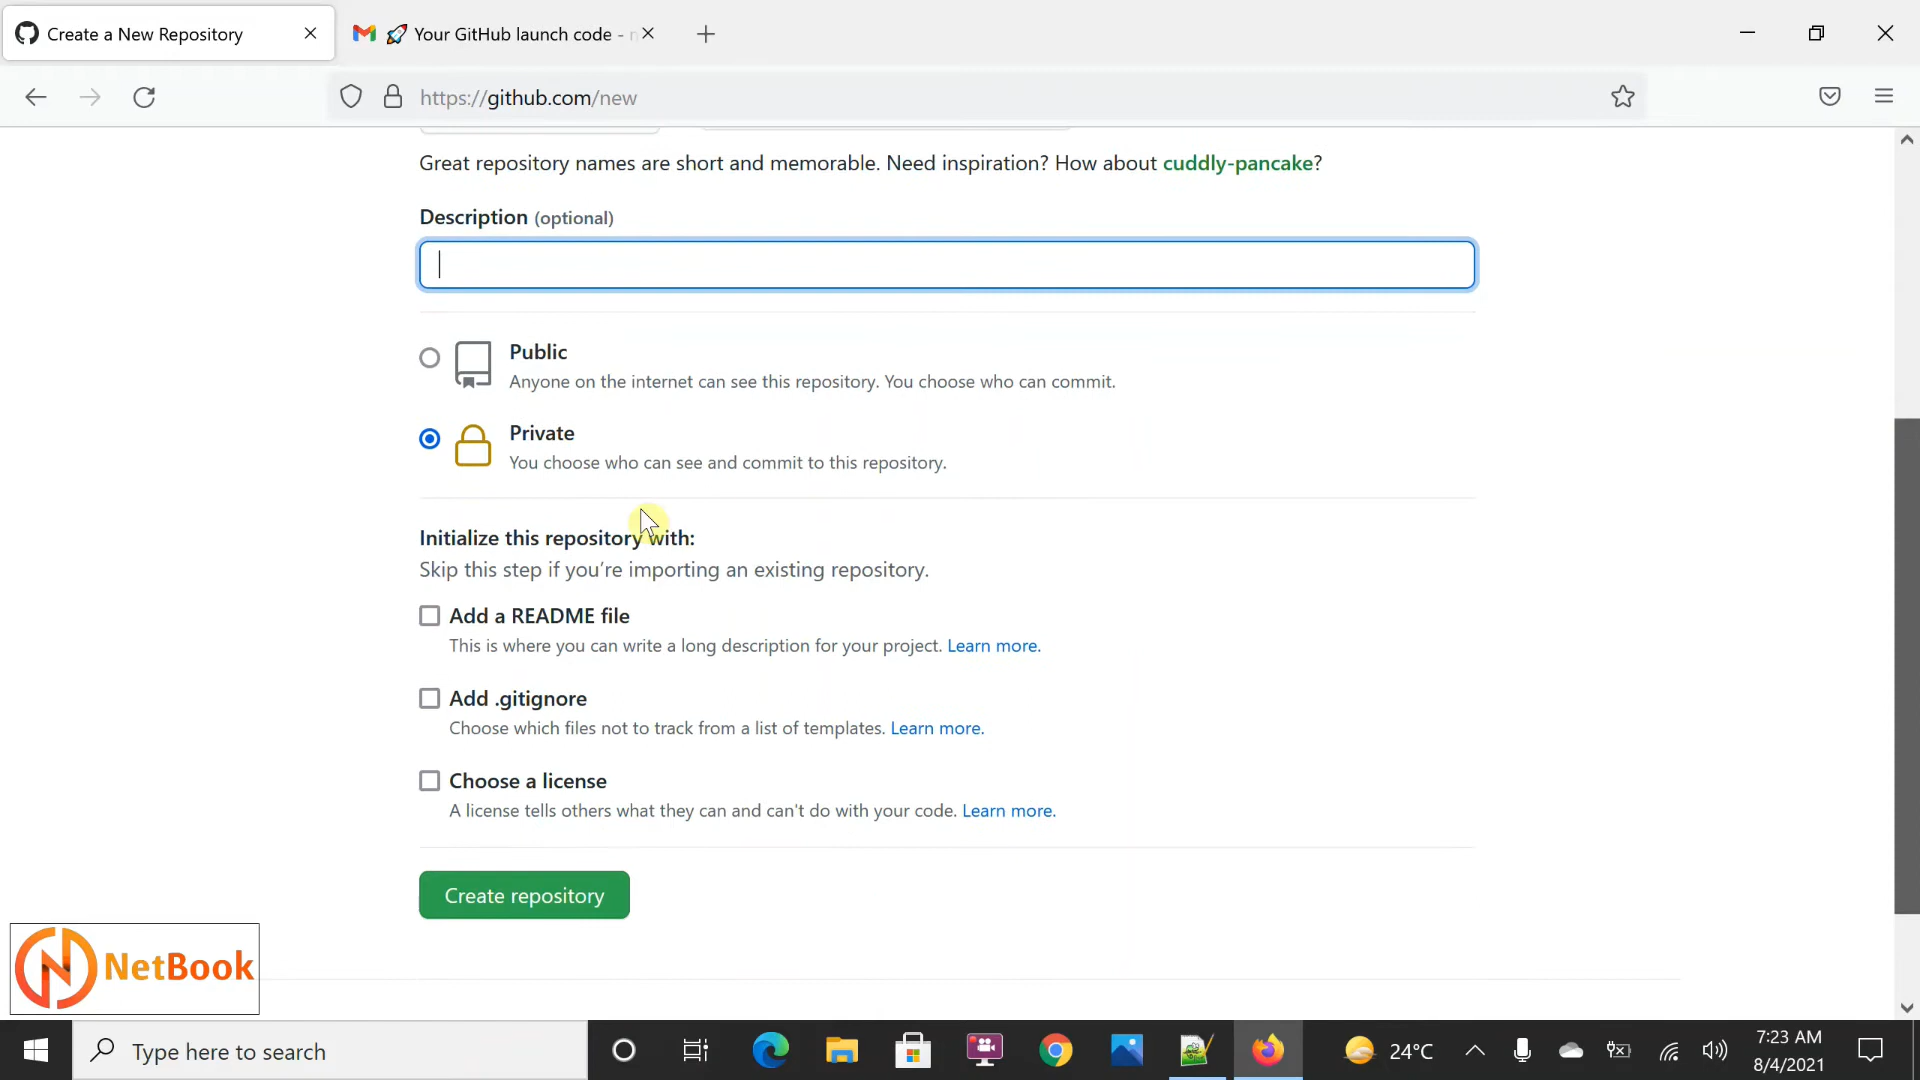 Create a New Repository
Your GitHub launch code -
https://github.com/new
Great repository names are short and memorable. Need inspiration? How about cuddly-pancake?
Description (optional)
Public
Anyone on the internet can see this repository. You choose who can commit.
Private
You choose who can see and commit to this repository.
Initialize this repository with:
Skip this step if you're importing an existing repository.
Add a README file
This is where you can write a long description for your project. Learn more.
Add .gitignore
Choose which files not to track from a list of templates. Learn more.
Choose a license
A license tells others what they can and can't do with your code. Learn more.
Create repository
NetBook
Type here to search
24°C
7:23 AM
8/4/2021